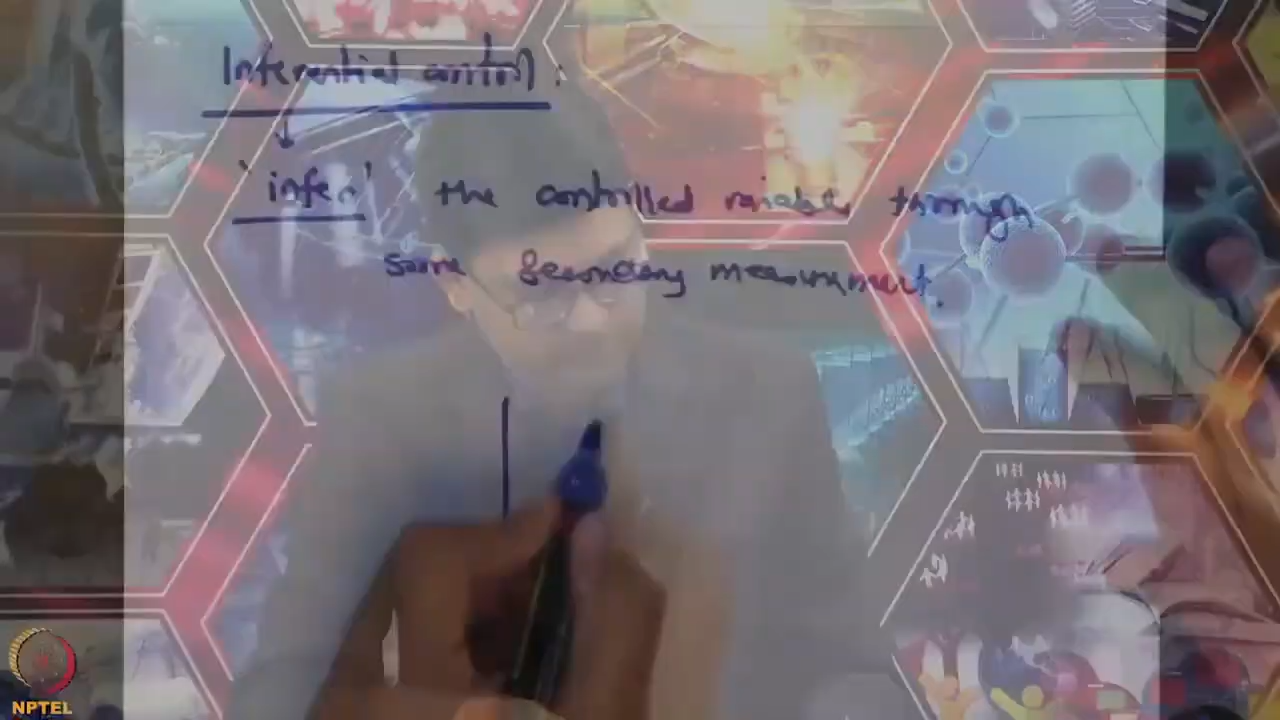 Inferential control :
'infer' the controlled variable through
some secondary measurement.
NPTEL